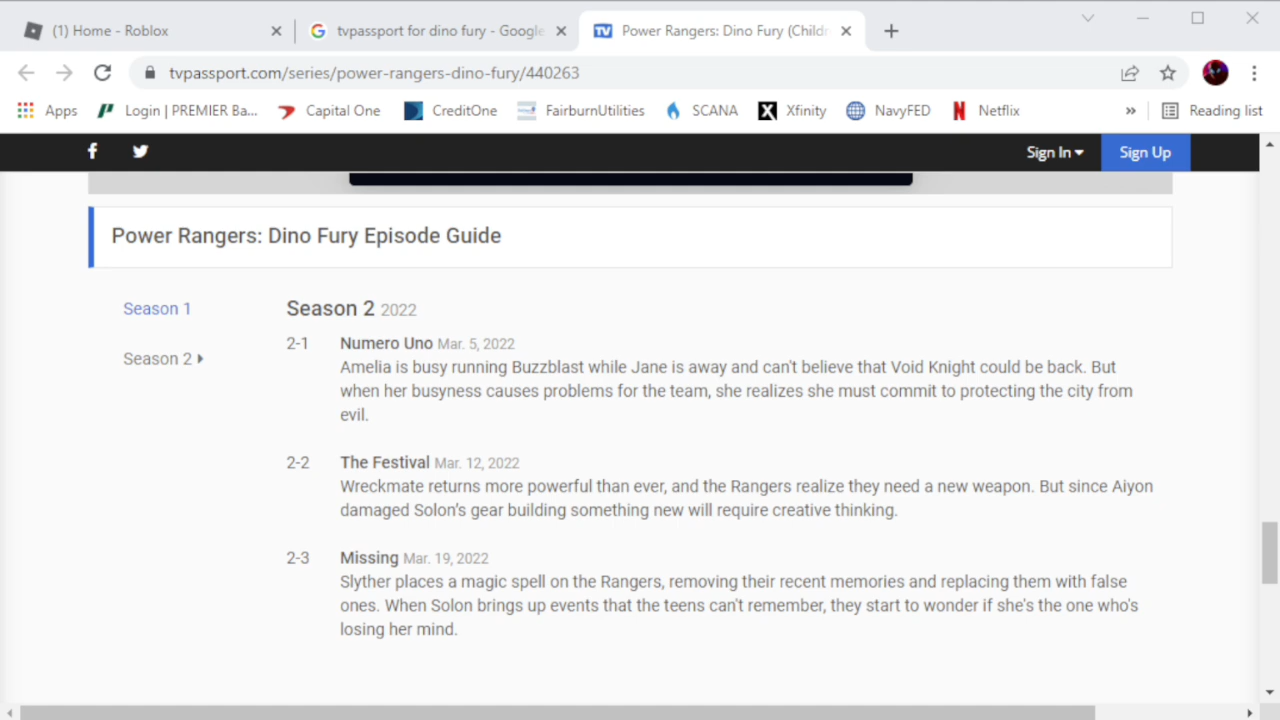 (1) Home - Roblox
tvpassport for dino fury - Google
Power Rangers: Dino Fury (Childr
tvpassport.com/series/power-rangers-dino-fury/440263
Apps Login | PREMIER Ba... Capital One CreditOne FairburnUtilities SCANA Xfinity NavyFED Netflix » Reading list
Sign In Sign Up
Power Rangers: Dino Fury Episode Guide
Season 1
Season 2
Season 2 2022
2-1 Numero Uno Mar. 5, 2022
Amelia is busy running Buzzblast while Jane is away and can't believe that Void Knight could be back. But
when her busyness causes problems for the team, she realizes she must commit to protecting the city from
evil.
2-2 The Festival Mar. 12, 2022
Wreckmate returns more powerful than ever, and the Rangers realize they need a new weapon. But since Aiyon
damaged Solon's gear building something new will require creative thinking.
2-3 Missing Mar. 19, 2022
Slyther places a magic spell on the Rangers, removing their recent memories and replacing them with false
ones. When Solon brings up events that the teens can't remember, they start to wonder if she's the one who's
losing her mind.